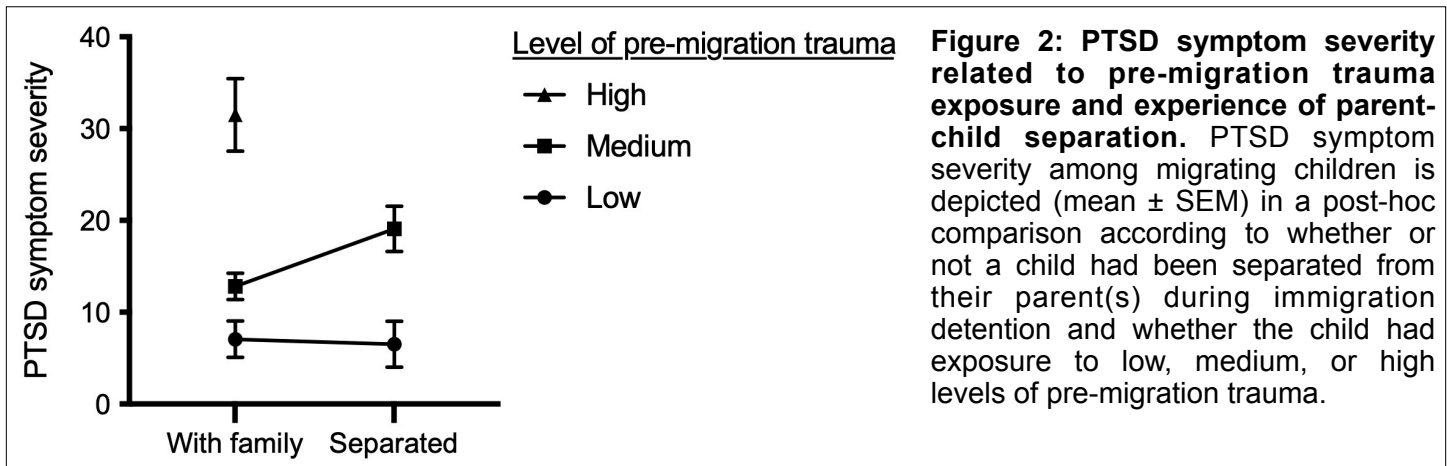 40
30
20
10
0
PTSD symptom severity
With family
Separated
Level of pre-migration trauma
High
Medium
Low
Figure 2: PTSD symptom severity
related to pre-migration trauma
exposure and experience of parent-
child separation. PTSD symptom
severity among migrating children is
depicted (mean ± SEM) in a post-hoc
comparison according to whether or
not a child had been separated from
their parent(s) during immigration
detention and whether the child had
exposure to low, medium, or high
levels of pre-migration trauma.